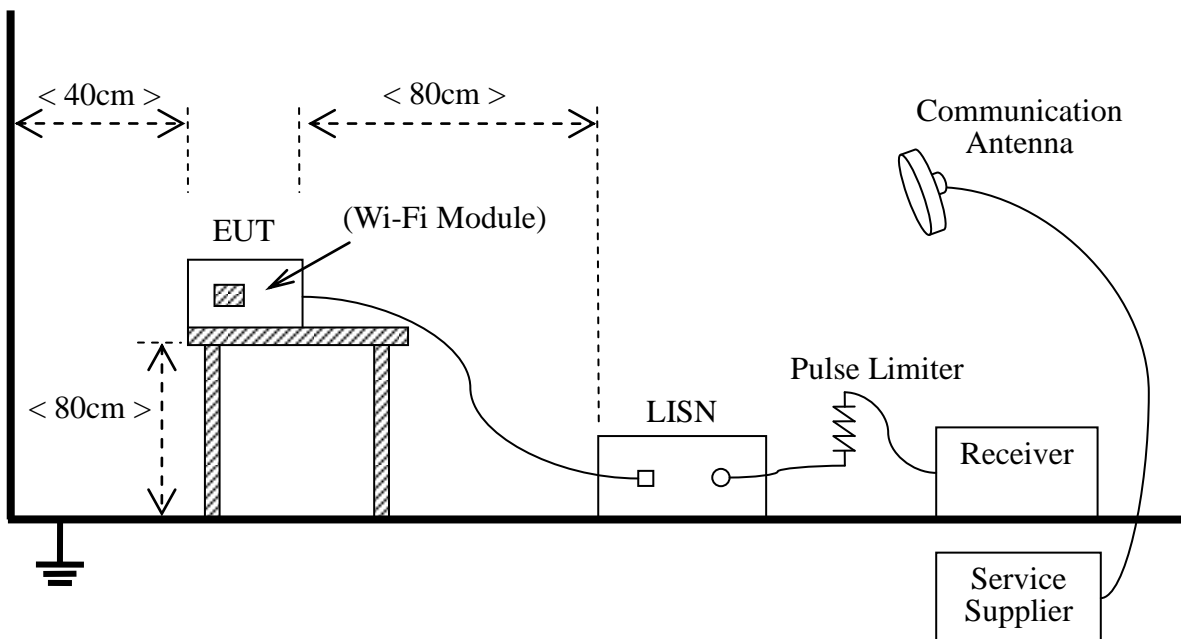 < 40cm >
< 80cm >
Communication
Antenna
(Wi-Fi Module)
EUT
Pulse Limiter
< 80cm >
LISN
Receiver
Service
Supplier